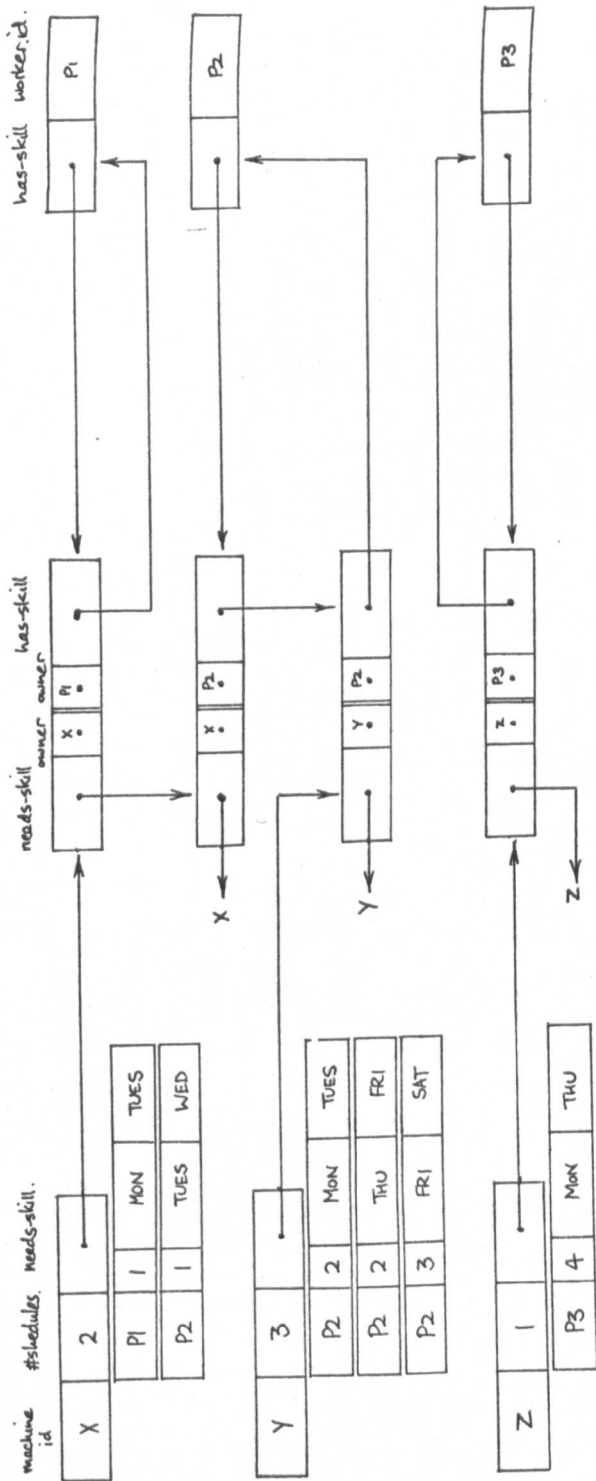 machine id #shedules. needs-skill. needs-skill owner owner has-skill has-skill worker.id.
X 2 X • P1 • P1
P1 1 MON TUES
P2 1 TUES WED
X X • P2 • P2
Y 3
P2 2 MON TUES
P2 2 THU FRI
P2 3 FRI SAT
Y Y • P2 •
Z 1 Z • P3 • P3
P3 4 MON THU
Z